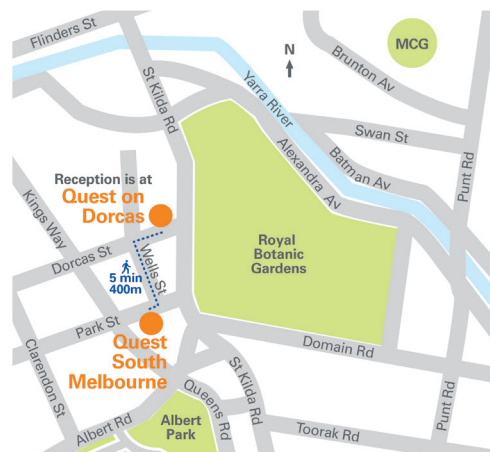 Flinders St
St Kilda Rd
N
Brunton Av
MCG
Yarra River
Swan St
Alexandra Av
Batman Av
Punt Rd
Reception is at
Quest on
Dorcas
Kings Way
Dorcas St
Wells St
5 min
400m
Royal
Botanic
Gardens
Park St
Quest
South
Melbourne
Domain Rd
Clarendon St
St Kilda Rd
Queens Rd
Punt Rd
Albert Rd
Albert
Park
Toorak Rd